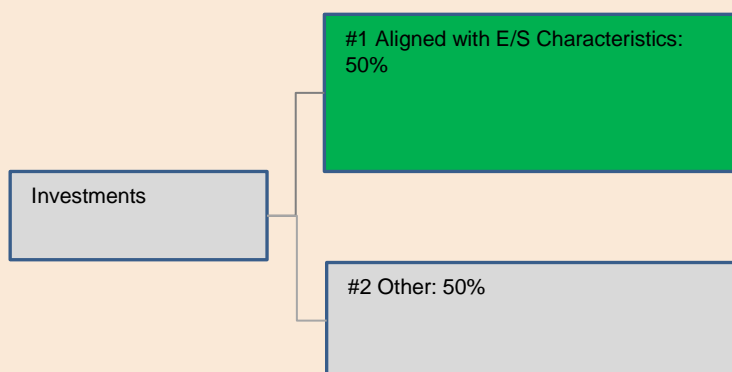 #1 Aligned with E/S Characteristics:
50%
Investments
#2 Other: 50%